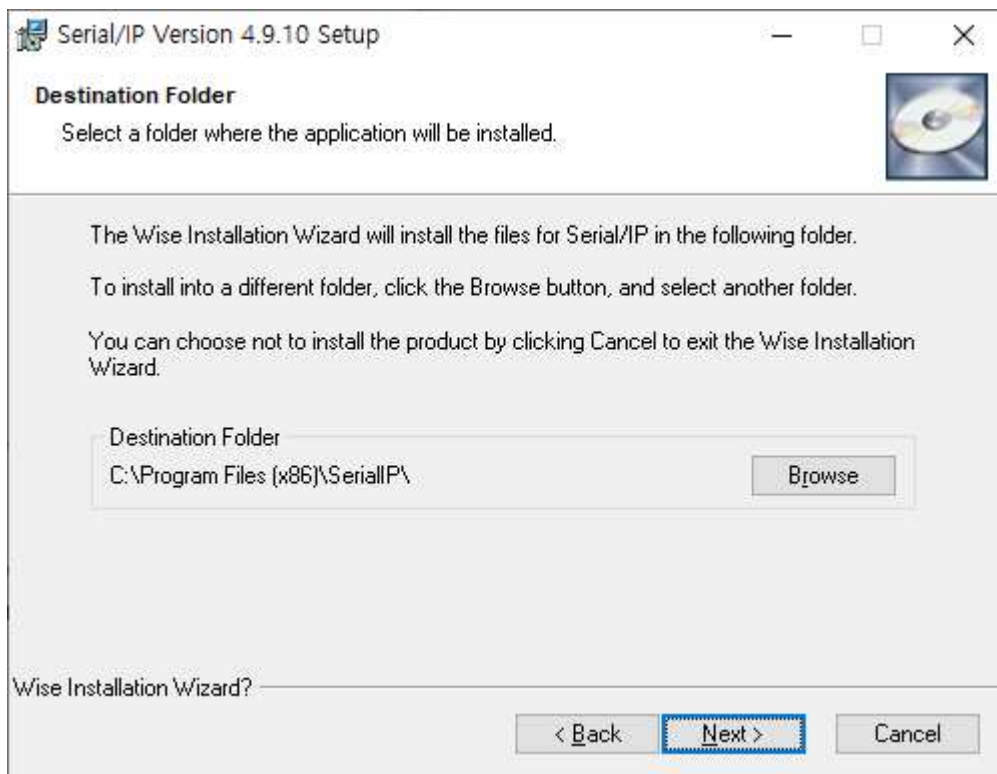 Serial/IP Version 4.9.10 Setup
Destination Folder
Select a folder where the application will be installed.
The Wise Installation Wizard will install the files for Serial/IP in the following folder.
To install into a different folder, click the Browse button, and select another folder.
You can choose not to install the product by clicking Cancel to exit the Wise Installation
Wizard.
Destination Folder
C:\Program Files (x86)\SerialIP\
Browse
Wise Installation Wizard?
< Back
Next >
Cancel